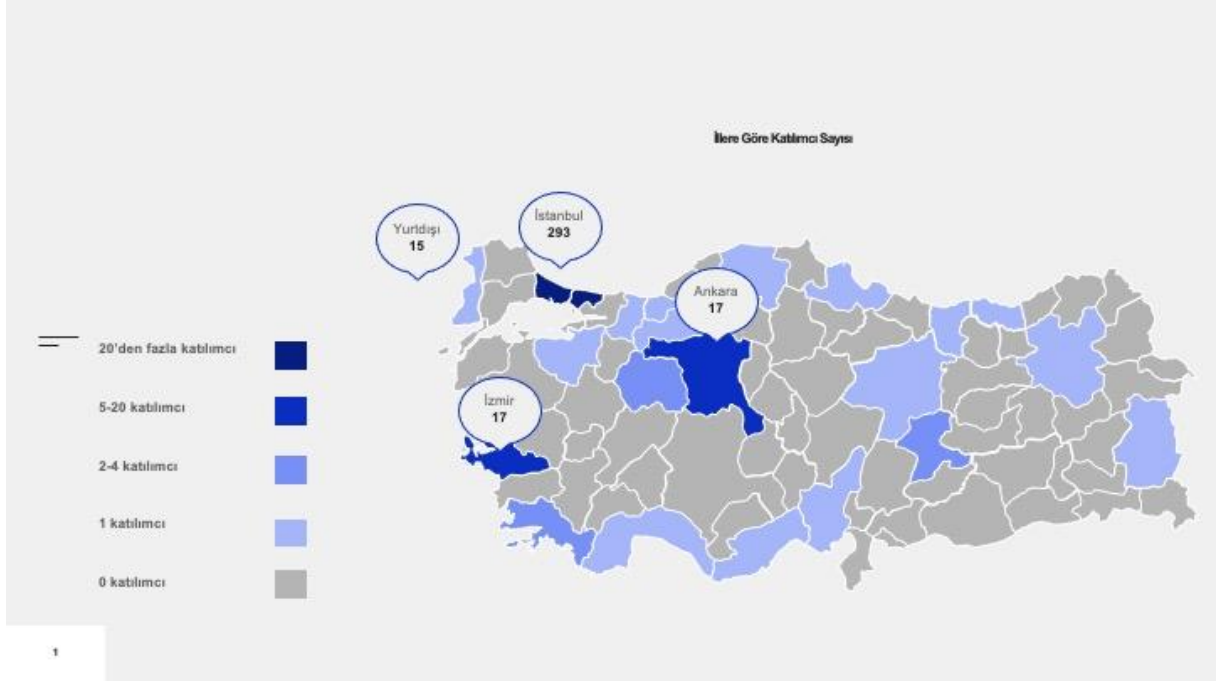 İllere Göre Katılımcı Sayısı
Yurtdışı
15
İstanbul
293
Ankara
17
İzmir
17
20'den fazla katılımcı
5-20 katılımcı
2-4 katılımcı
1 katılımcı
0 katılımcı
1